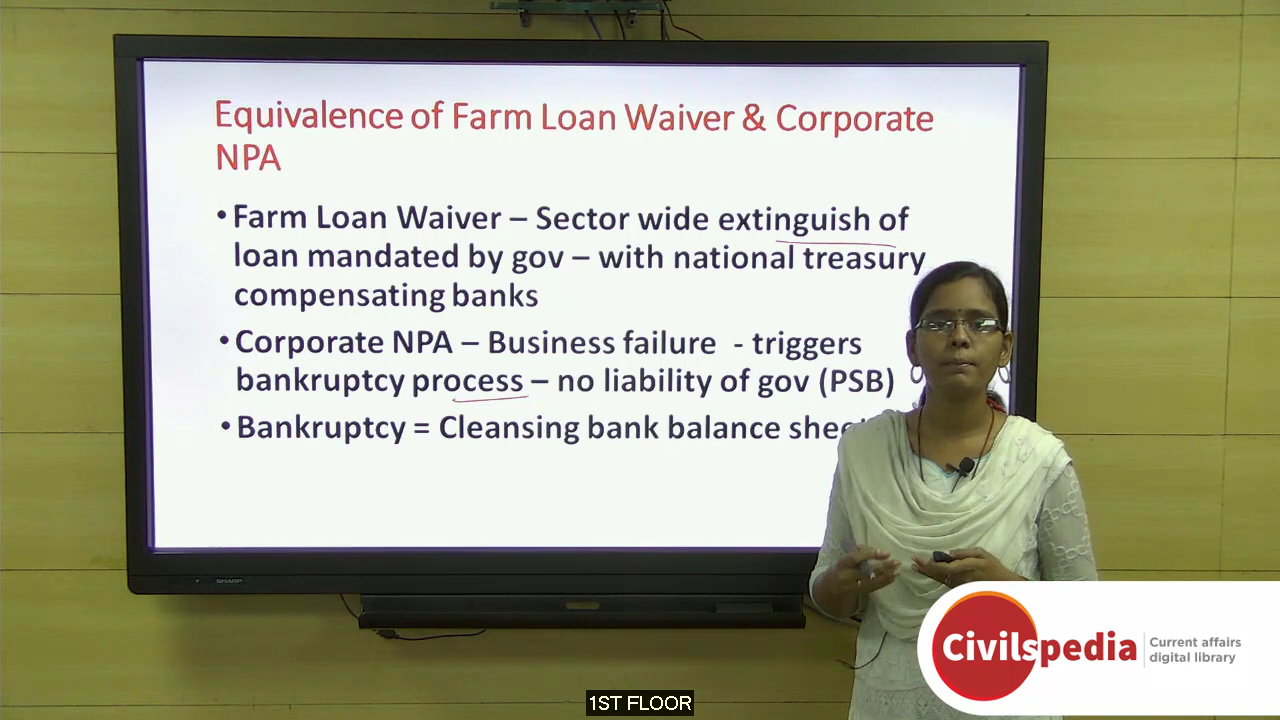 Equivalence of Farm Loan Waiver & Corporate
NPA
• Farm Loan Waiver – Sector wide extinguish of
loan mandated by gov – with national treasury
compensating banks
• Corporate NPA – Business failure - triggers
bankruptcy process – no liability of gov (PSB)
• Bankruptcy = Cleansing bank balance
SHARP
Civilspedia
Current affairs
digital library
1ST FLOOR